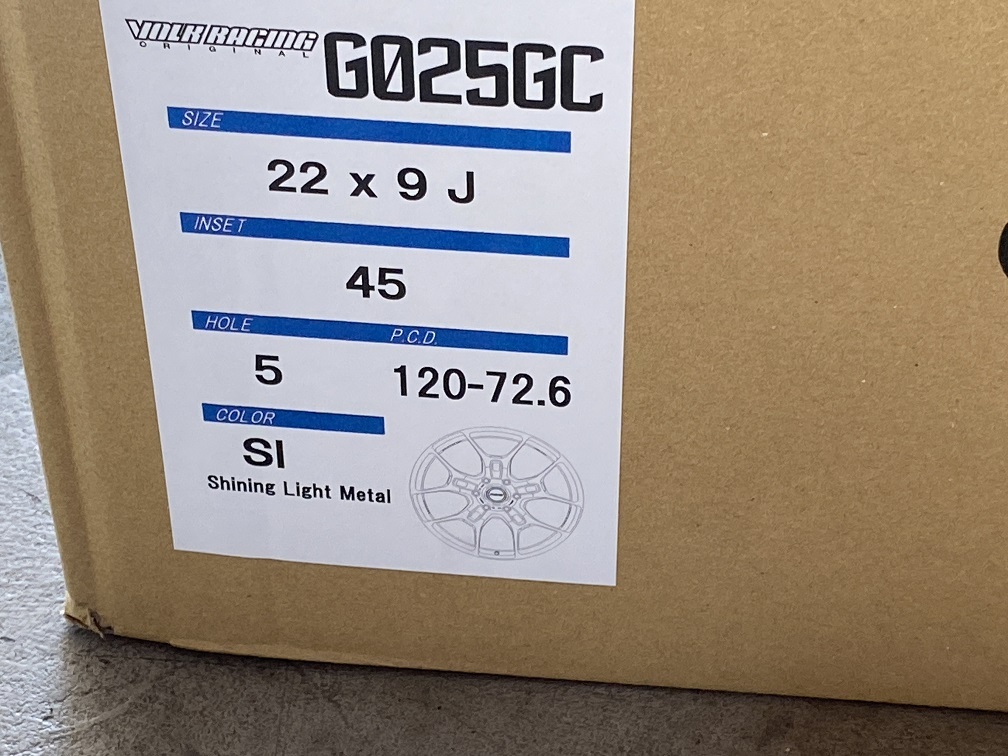 VOLK RACING
ORIGINAL
G025GC
SIZE
22 x 9 J
INSET
45
HOLE P.C.D.
5 120-72.6
COLOR
SI
Shining Light Metal